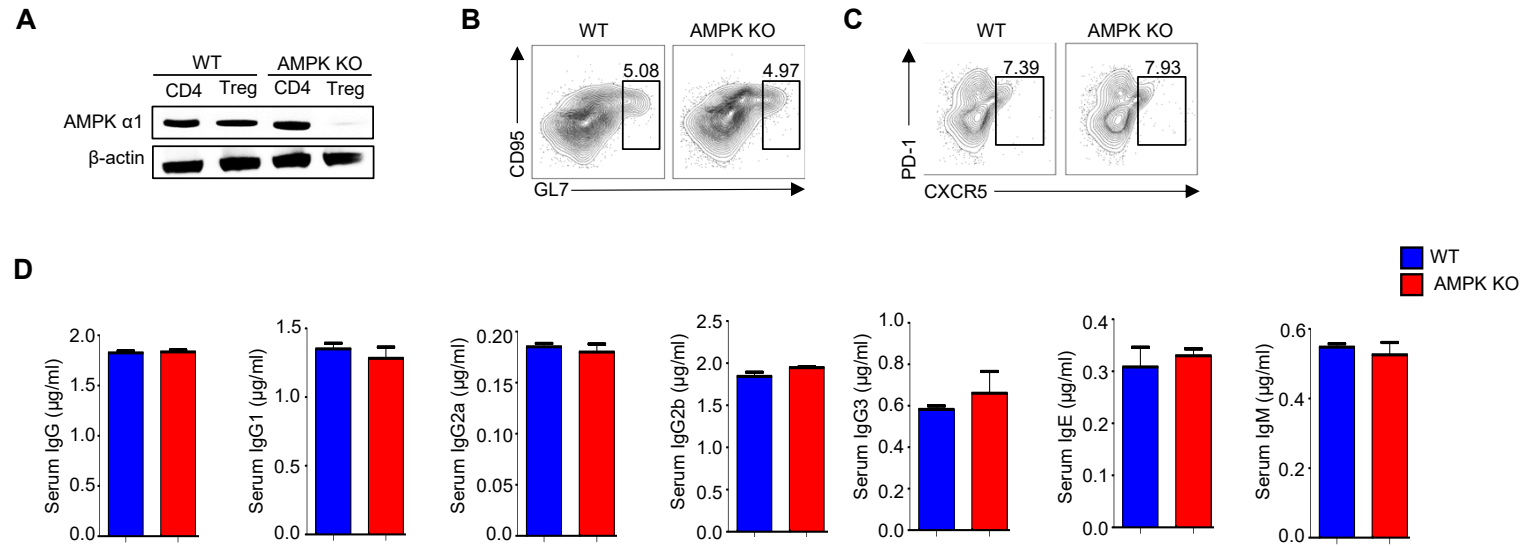 A
WT AMPK KO
CD4 Treg CD4 Treg
AMPK α1
β-actin
B
WT AMPK KO
5.08 4.97
CD95
GL7
C
WT AMPK KO
7.39 7.93
PD-1
CXCR5
D
WT
AMPK KO
Serum IgG (µg/ml)
2.0
1.5
1.0
0.5
0.0
Serum IgG1 (µg/ml)
1.5
1.0
0.5
0.0
Serum IgG2a (µg/ml)
0.20
0.15
0.10
0.05
0.0
Serum IgG2b (µg/ml)
2.5
2.0
1.5
1.0
0.5
0.0
Serum IgG3 (µg/ml)
1.0
0.8
0.6
0.4
0.2
0.0
Serum IgE (µg/ml)
0.4
0.3
0.2
0.1
0.0
Serum IgM (µg/ml)
0.6
0.4
0.2
0.0